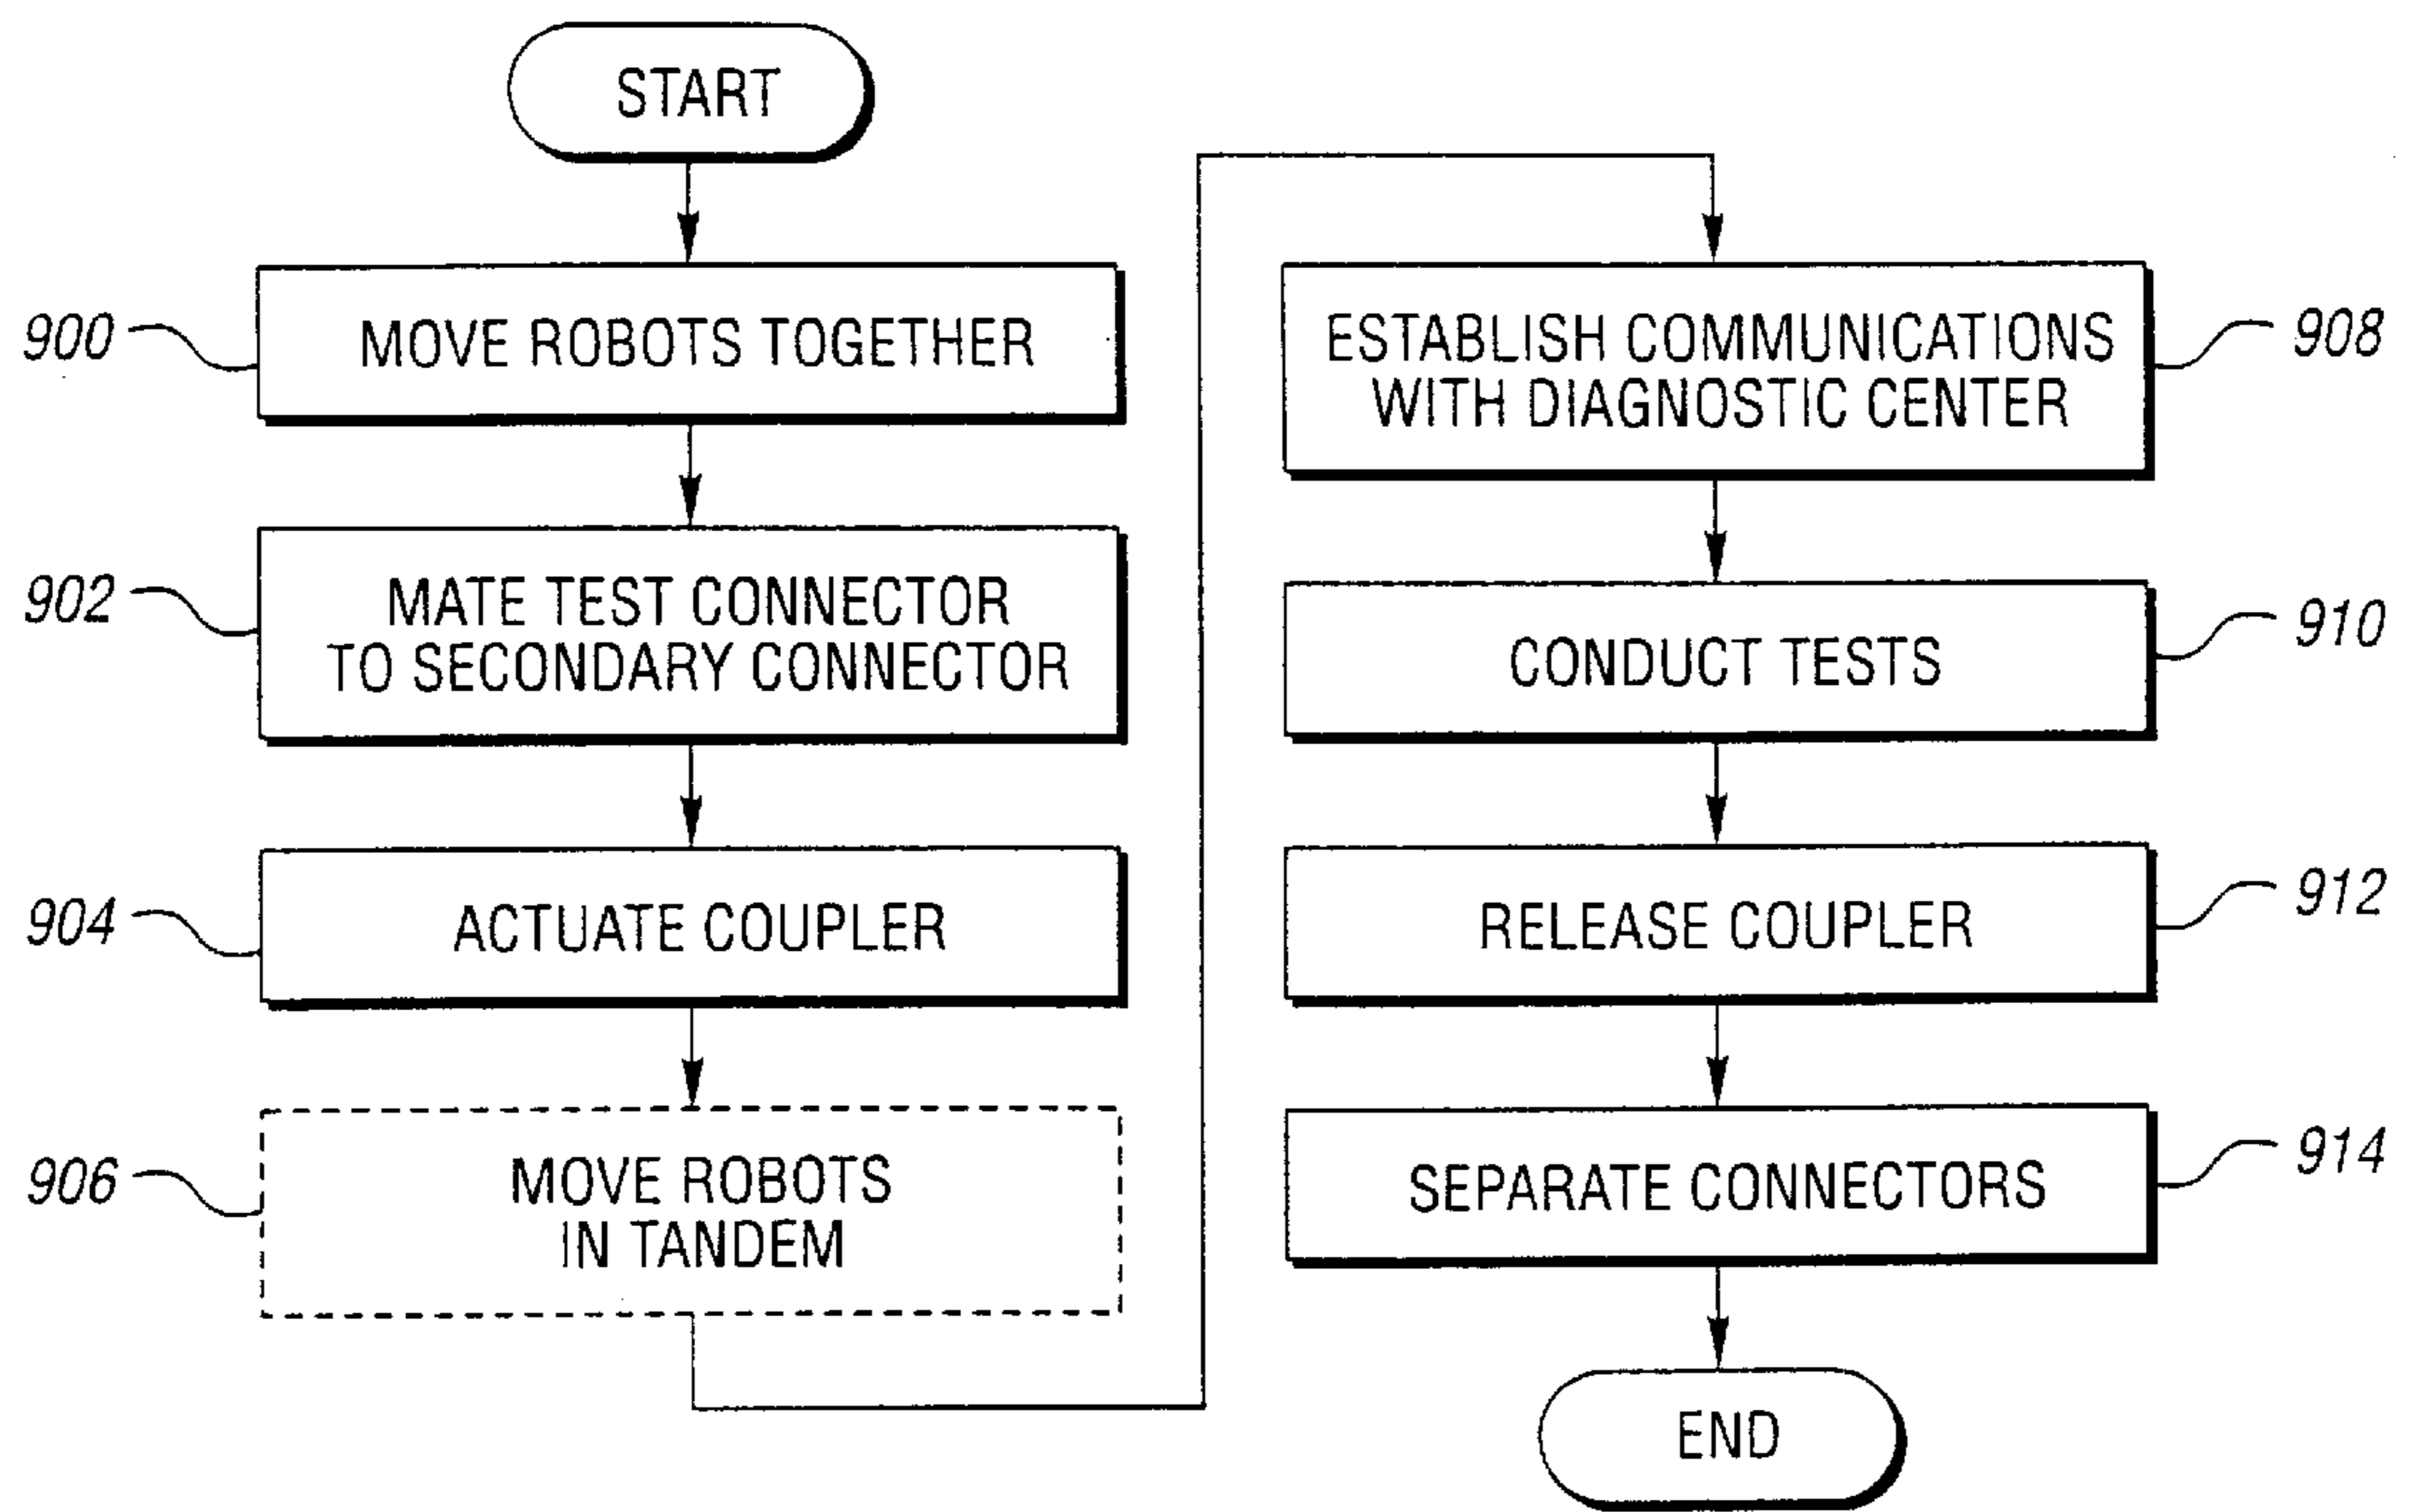 START
900
MOVE ROBOTS TOGETHER
902
MATE TEST CONNECTOR
TO SECONDARY CONNECTOR
904
ACTUATE COUPLER
906
MOVE ROBOTS
IN TANDEM
ESTABLISH COMMUNICATIONS
WITH DIAGNOSTIC CENTER
908
CONDUCT TESTS
910
RELEASE COUPLER
912
SEPARATE CONNECTORS
914
END